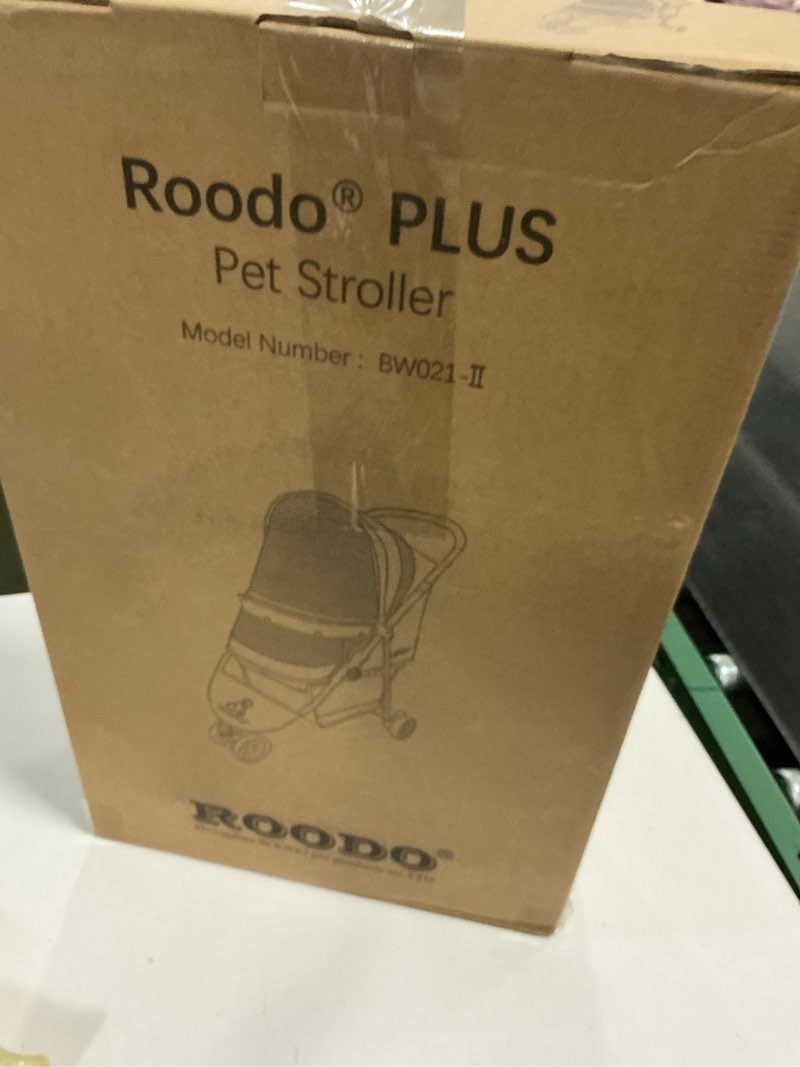 Roodo® PLUS
Pet Stroller
Model Number : BW021-Ⅱ
ROODO®